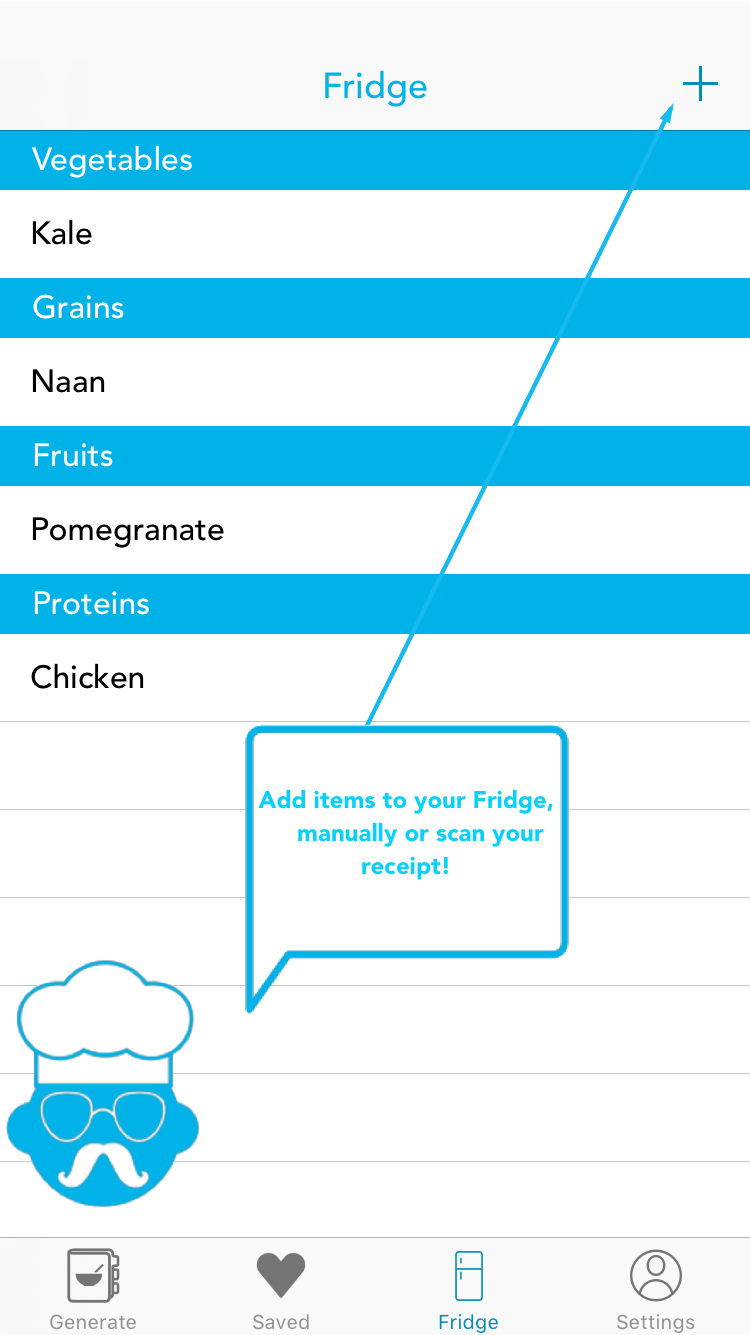 Fridge
Vegetables
Kale
Grains
Naan
Fruits
Pomegranate
Proteins
Chicken
Add items to your Fridge,
manually or scan your
receipt!
Generate
Saved
Fridge
Settings